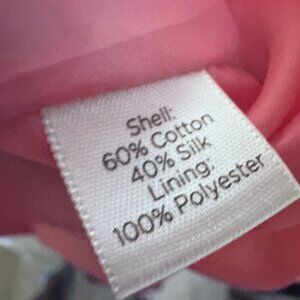 Shell:
60% Cotton
40% Silk
Lining:
100% Polyester